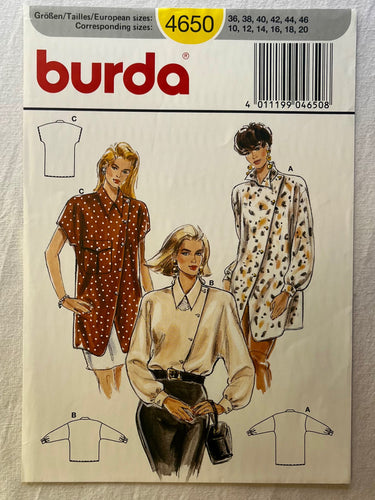 Größen/Tailles/European sizes: 36, 38, 40, 42, 44, 46
Corresponding sizes: 10, 12, 14, 16, 18, 20
4650
burda®
4 011199 046508
C
A
C
B
B
A